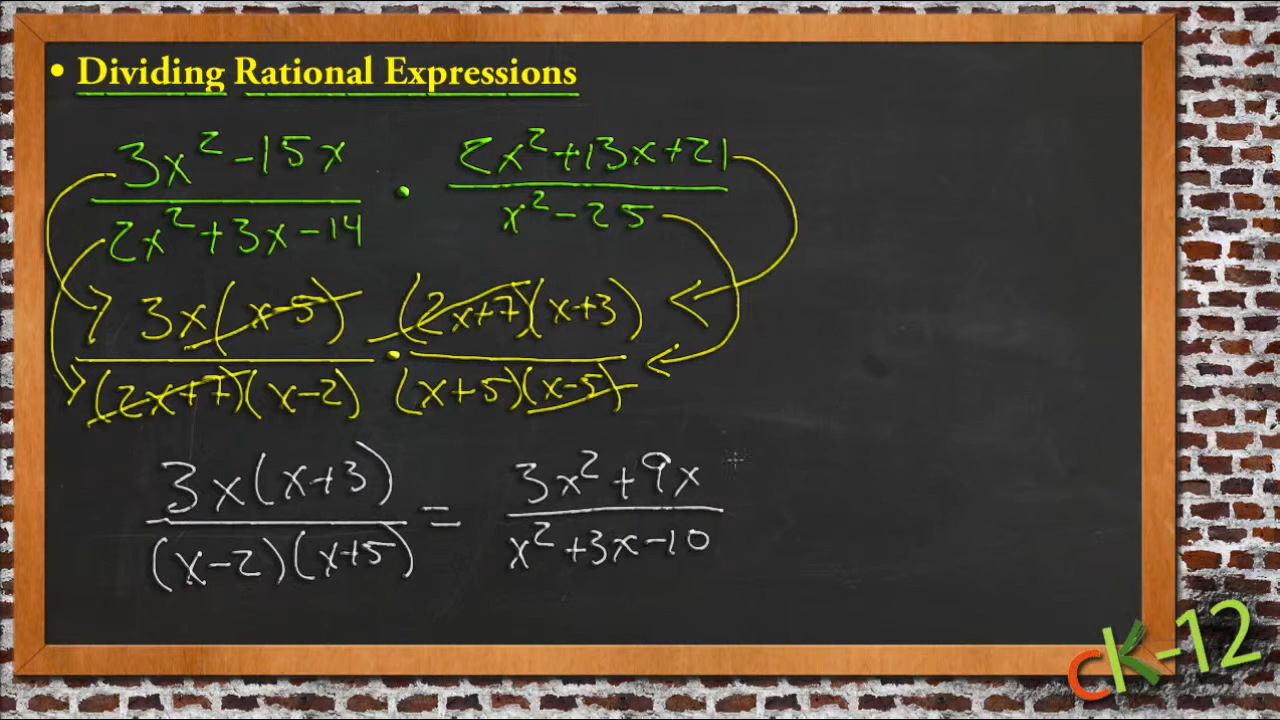 • Dividing Rational Expressions
3x² -15x / 2x² +3x -14 · 2x² +13x +21 / x² -25
3x(x-5) / (2x+7)(x-2) · (2x+7)(x+3) / (x+5)(x-5)
3x(x+3) / (x-2)(x+5) = 3x² +9x / x² +3x -10
CK-12